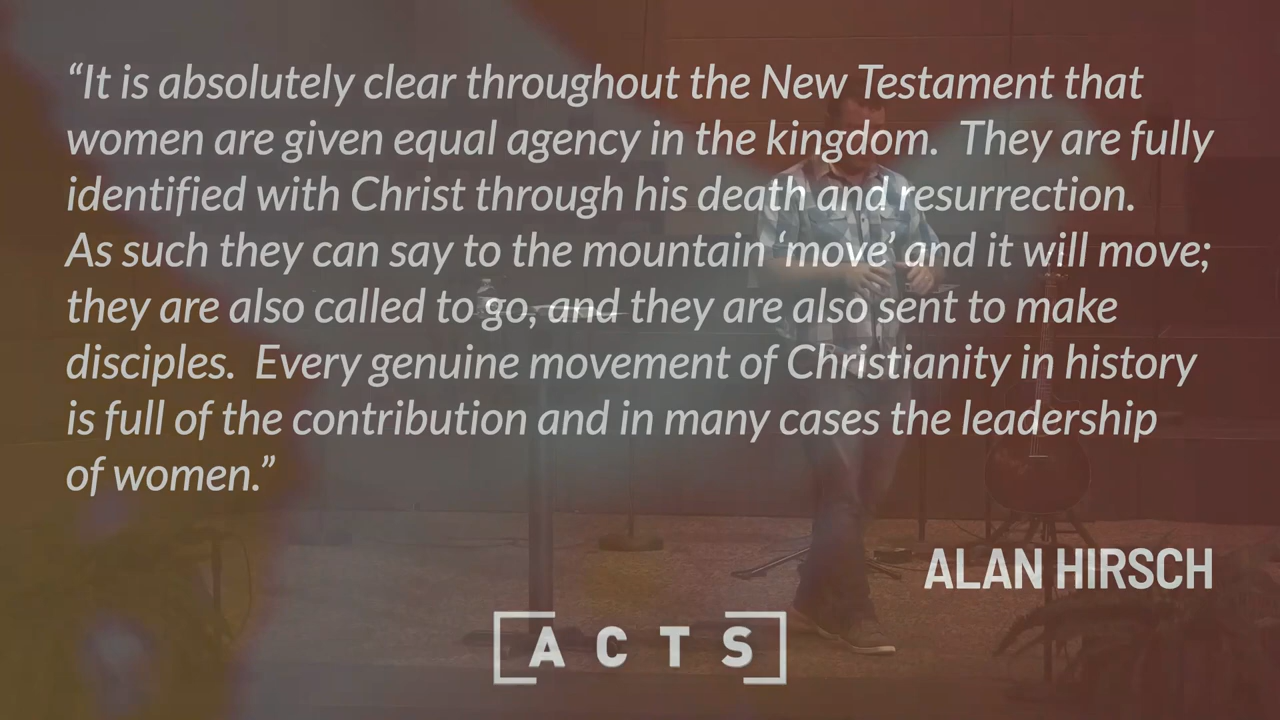 “It is absolutely clear throughout the New Testament that
women are given equal agency in the kingdom.  They are fully
identified with Christ through his death and resurrection.
As such they can say to the mountain ‘move’ and it will move;
they are also called to go, and they are also sent to make
disciples.  Every genuine movement of Christianity in history
is full of the contribution and in many cases the leadership
of women.”
ALAN HIRSCH
[ACTS]